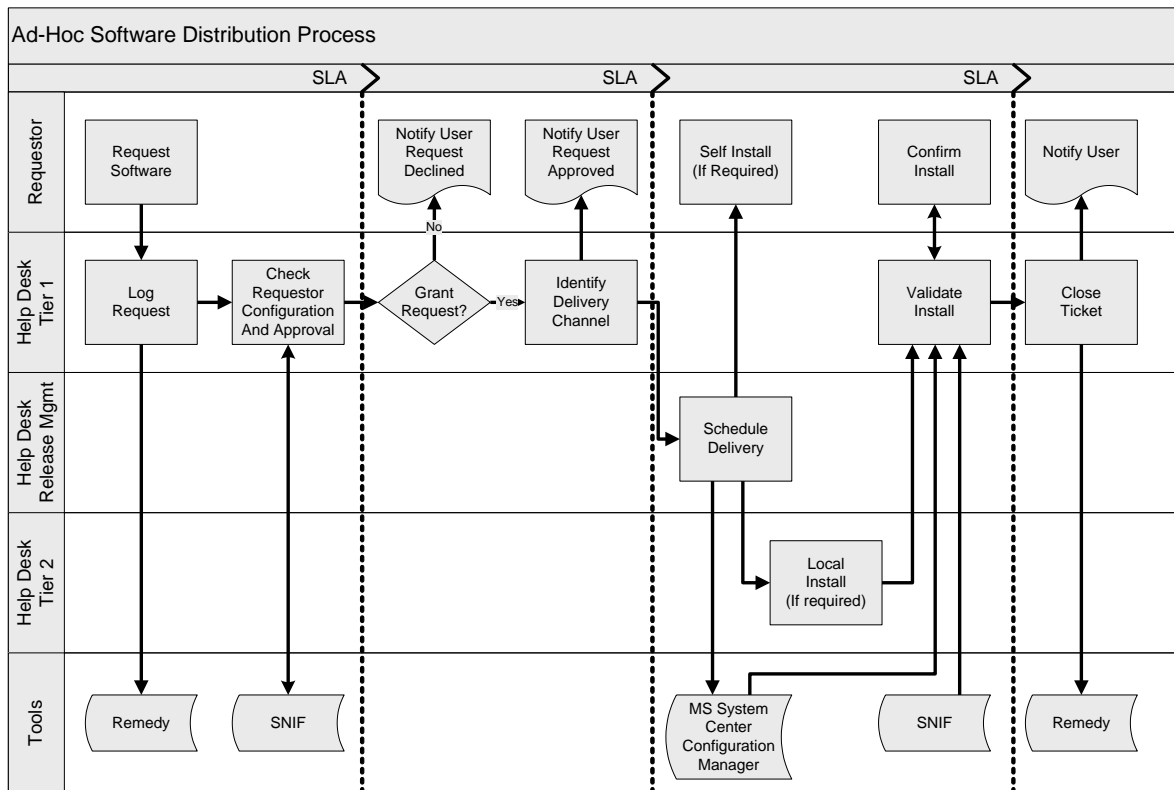 Ad-Hoc Software Distribution Process
SLA
SLA
SLA
Requestor
Request
Software
Notify User
Request
Declined
Notify User
Request
Approved
Self Install
(If Required)
Confirm
Install
Notify User
No
Help Desk
Tier 1
Log
Request
Check
Requestor
Configuration
And Approval
Grant
Request?
Yes
Identify
Delivery
Channel
Validate
Install
Close
Ticket
Help Desk
Release Mgmt
Schedule
Delivery
Help Desk
Tier 2
Local
Install
(If required)
Tools
Remedy
SNIF
MS System
Center
Configuration
Manager
SNIF
Remedy